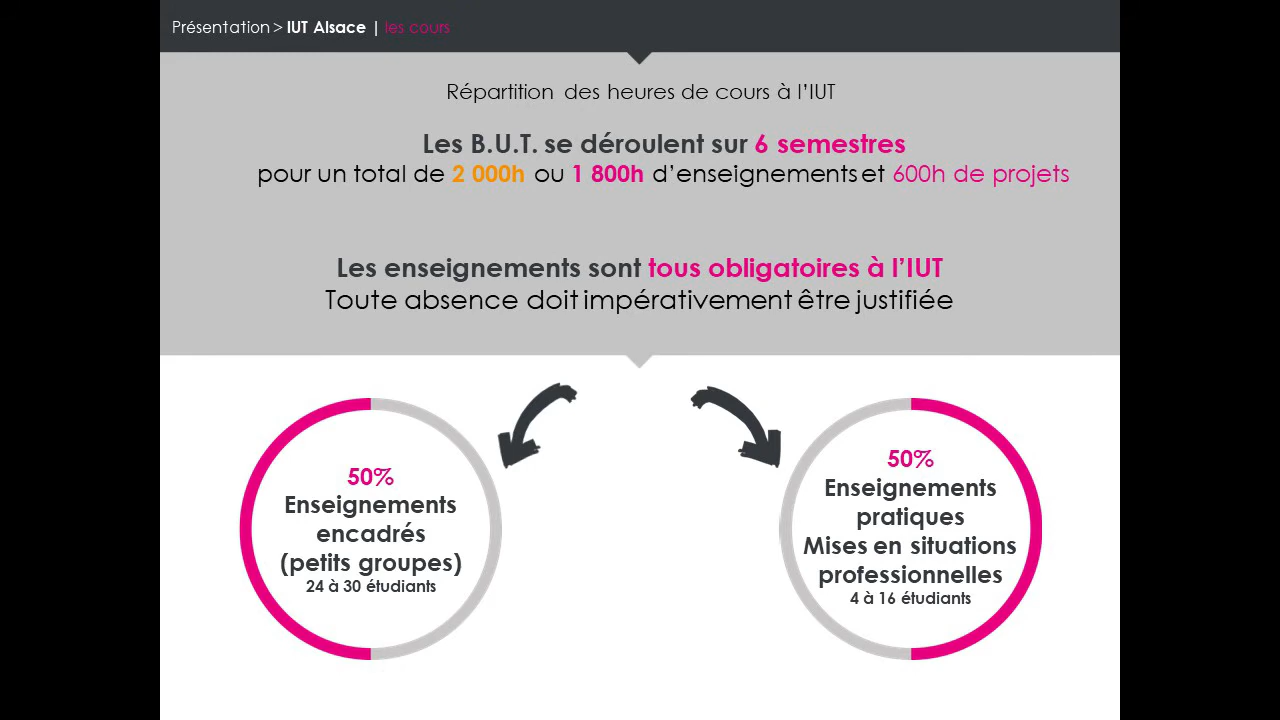 Présentation > IUT Alsace | les cours
Répartition des heures de cours à l'IUT
Les B.U.T. se déroulent sur 6 semestres
pour un total de 2 000h ou 1 800h d'enseignements et 600h de projets
Les enseignements sont tous obligatoires à l'IUT
Toute absence doit impérativement être justifiée
50%
Enseignements
encadrés
(petits groupes)
24 à 30 étudiants
50%
Enseignements
pratiques
Mises en situations
professionnelles
4 à 16 étudiants